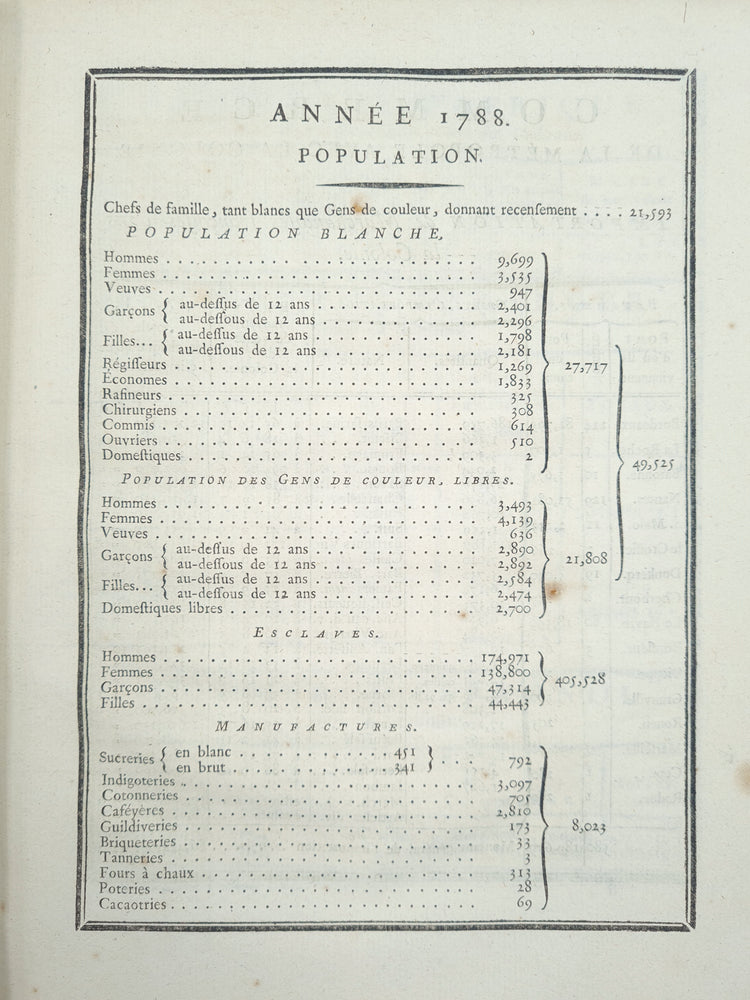 ANNÉE 1788.
POPULATION.
Chefs de famille, tant blancs que Gens de couleur, donnant recenſement .... 21,593
POPULATION BLANCHE,
Hommes 9,699
Femmes 3,535
Veuves 947
Garçons { au-deſſus de 12 ans 2,401
au-deſſous de 12 ans 2,296
Filles... { au-deſſus de 12 ans 1,798
au-deſſous de 12 ans 2,181
Régiſſeurs 1,269 27,717
Économes 1,833
Rafineurs 325
Chirurgiens 308
Commis 614
Ouvriers 510
Domeſtiques 2
49,525
POPULATION DES GENS DE COULEUR, LIBRES.
Hommes 3,493
Femmes 4,139
Veuves 636
Garçons { au-deſſus de 12 ans 2,890
au-deſſous de 12 ans 2,892 21,808
Filles... { au-deſſus de 12 ans 2,584
au-deſſous de 12 ans 2,474
Domeſtiques libres 2,700
ESCLAVES.
Hommes 174,971
Femmes 138,800
Garçons 47,314 405,528
Filles 44,443
MANUFACTURES.
Sucreries { en blanc 451
en brut 341 } ... 792
Indigoteries 3,097
Cotonneries 705
Caféyères 2,810
Guildiveries 173 8,023
Briqueteries 33
Tanneries 3
Fours à chaux 313
Poteries 28
Cacaotries 69